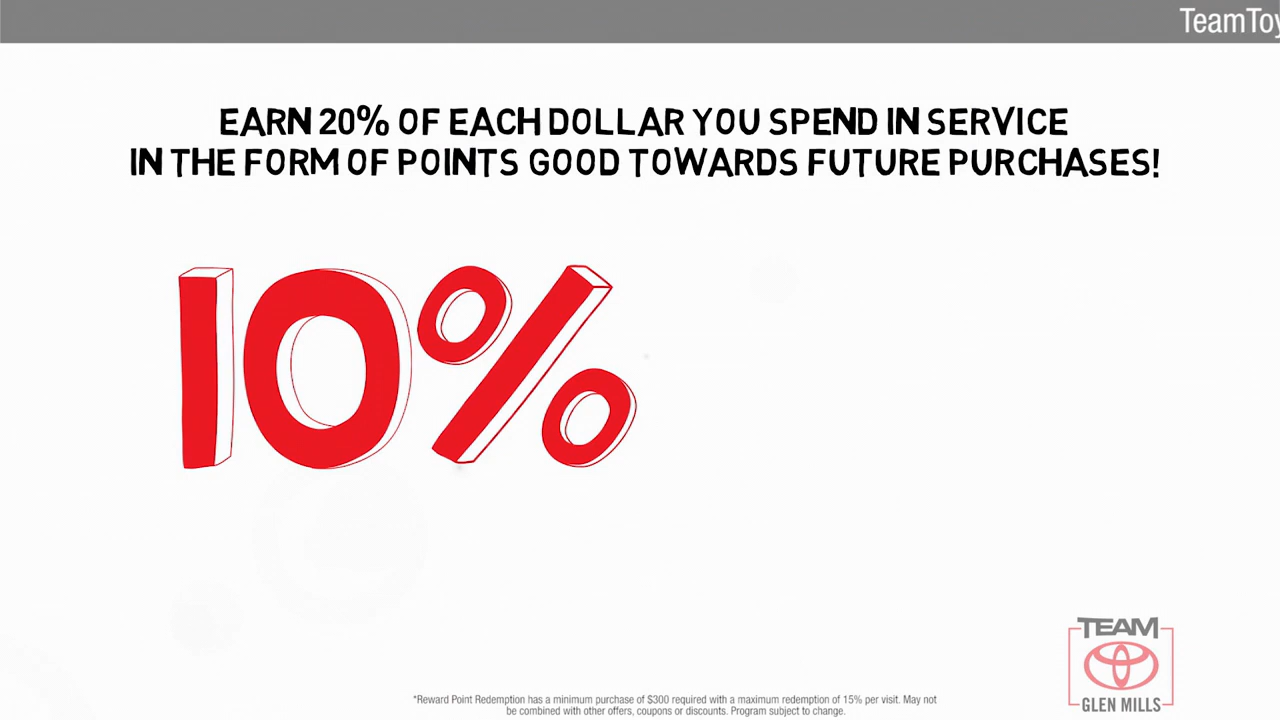 TeamToy
EARN 20% OF EACH DOLLAR YOU SPEND IN SERVICE
IN THE FORM OF POINTS GOOD TOWARDS FUTURE PURCHASES!
10%
TEAM
GLEN MILLS
*Reward Point Redemption has a minimum purchase of $300 required with a maximum redemption of 15% per visit. May not
be combined with other offers, coupons or discounts. Program subject to change.